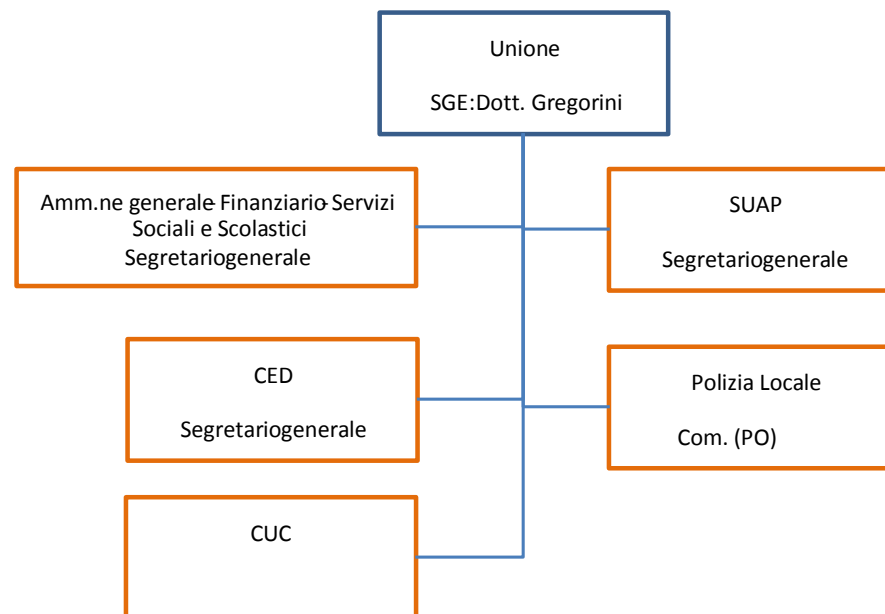 Unione
SGE:Dott. Gregorini
Amm.ne generale-Finanziario-Servizi
Sociali e Scolastici
Segretariogenerale
SUAP
Segretariogenerale
CED
Segretariogenerale
Polizia Locale
Com. (PO)
CUC